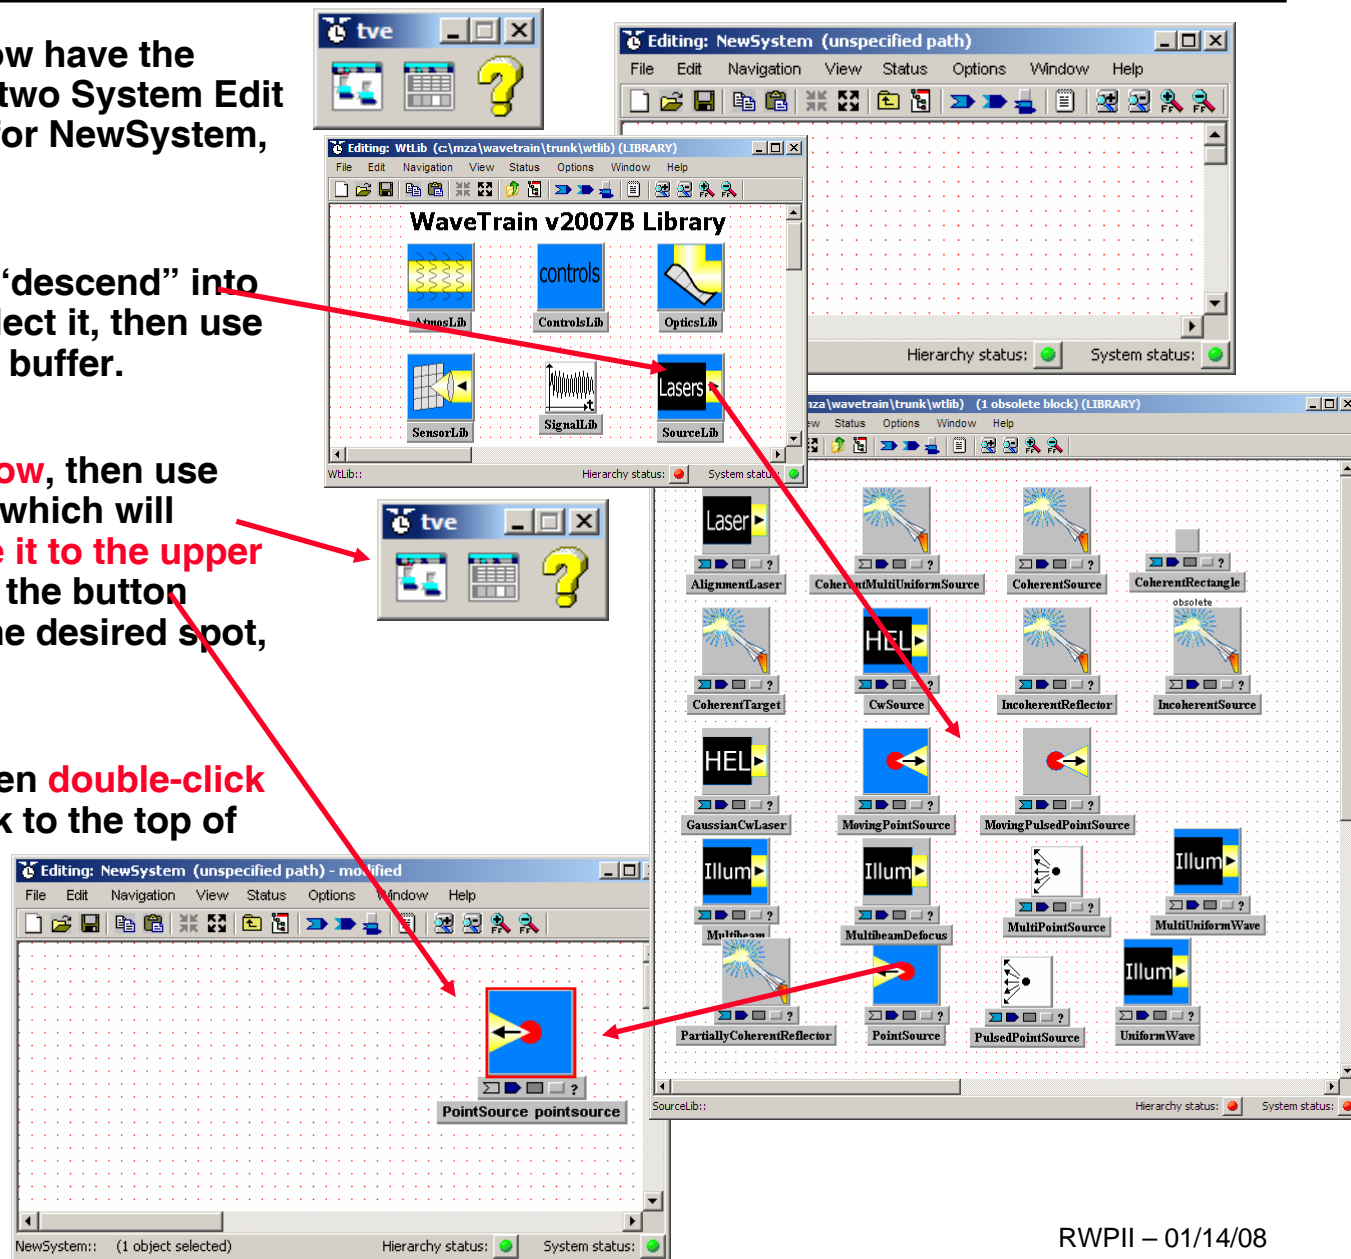 ow have the
two System Edit
for NewSystem,
“descend” into
lect it, then use
buffer.
ow, then use
which will
e it to the upper
the button
ne desired spot,
en double-click
k to the top of
tve
Editing: NewSystem (unspecified path)
File Edit Navigation View Status Options Window Help
Hierarchy status: System status:
Editing: WtLib (c:\mza\wavetrain\trunk\wtlib) (LIBRARY)
File Edit Navigation View Status Options Window Help
WaveTrain v2007B Library
controls
AtmosLib ControlsLib OpticsLib
Lasers
t
SensorLib SignalLib SourceLib
WtLib:: Hierarchy status: System status:
tve
nza\wavetrain\trunk\wtlib) (1 obsolete block) (LIBRARY)
ew Status Options Window Help
Laser
AlignmentLaser CoherentMultiUniformSource CoherentSource CoherentRectangle
obsolete
HEL
CoherentTarget CwSource IncoherentReflector IncoherentSource
HEL
GaussianCwLaser MovingPointSource MovingPulsedPointSource
Illum Illum Illum
Multibeam MultibeamDefocus MultiPointSource MultiUniformWave
Illum
PartiallyCoherentReflector PointSource PulsedPointSource UniformWave
SourceLib:: Hierarchy status: System status:
Editing: NewSystem (unspecified path) - modified
File Edit Navigation View Status Options Window Help
PointSource pointsource
NewSystem:: (1 object selected) Hierarchy status: System status:
RWPII – 01/14/08